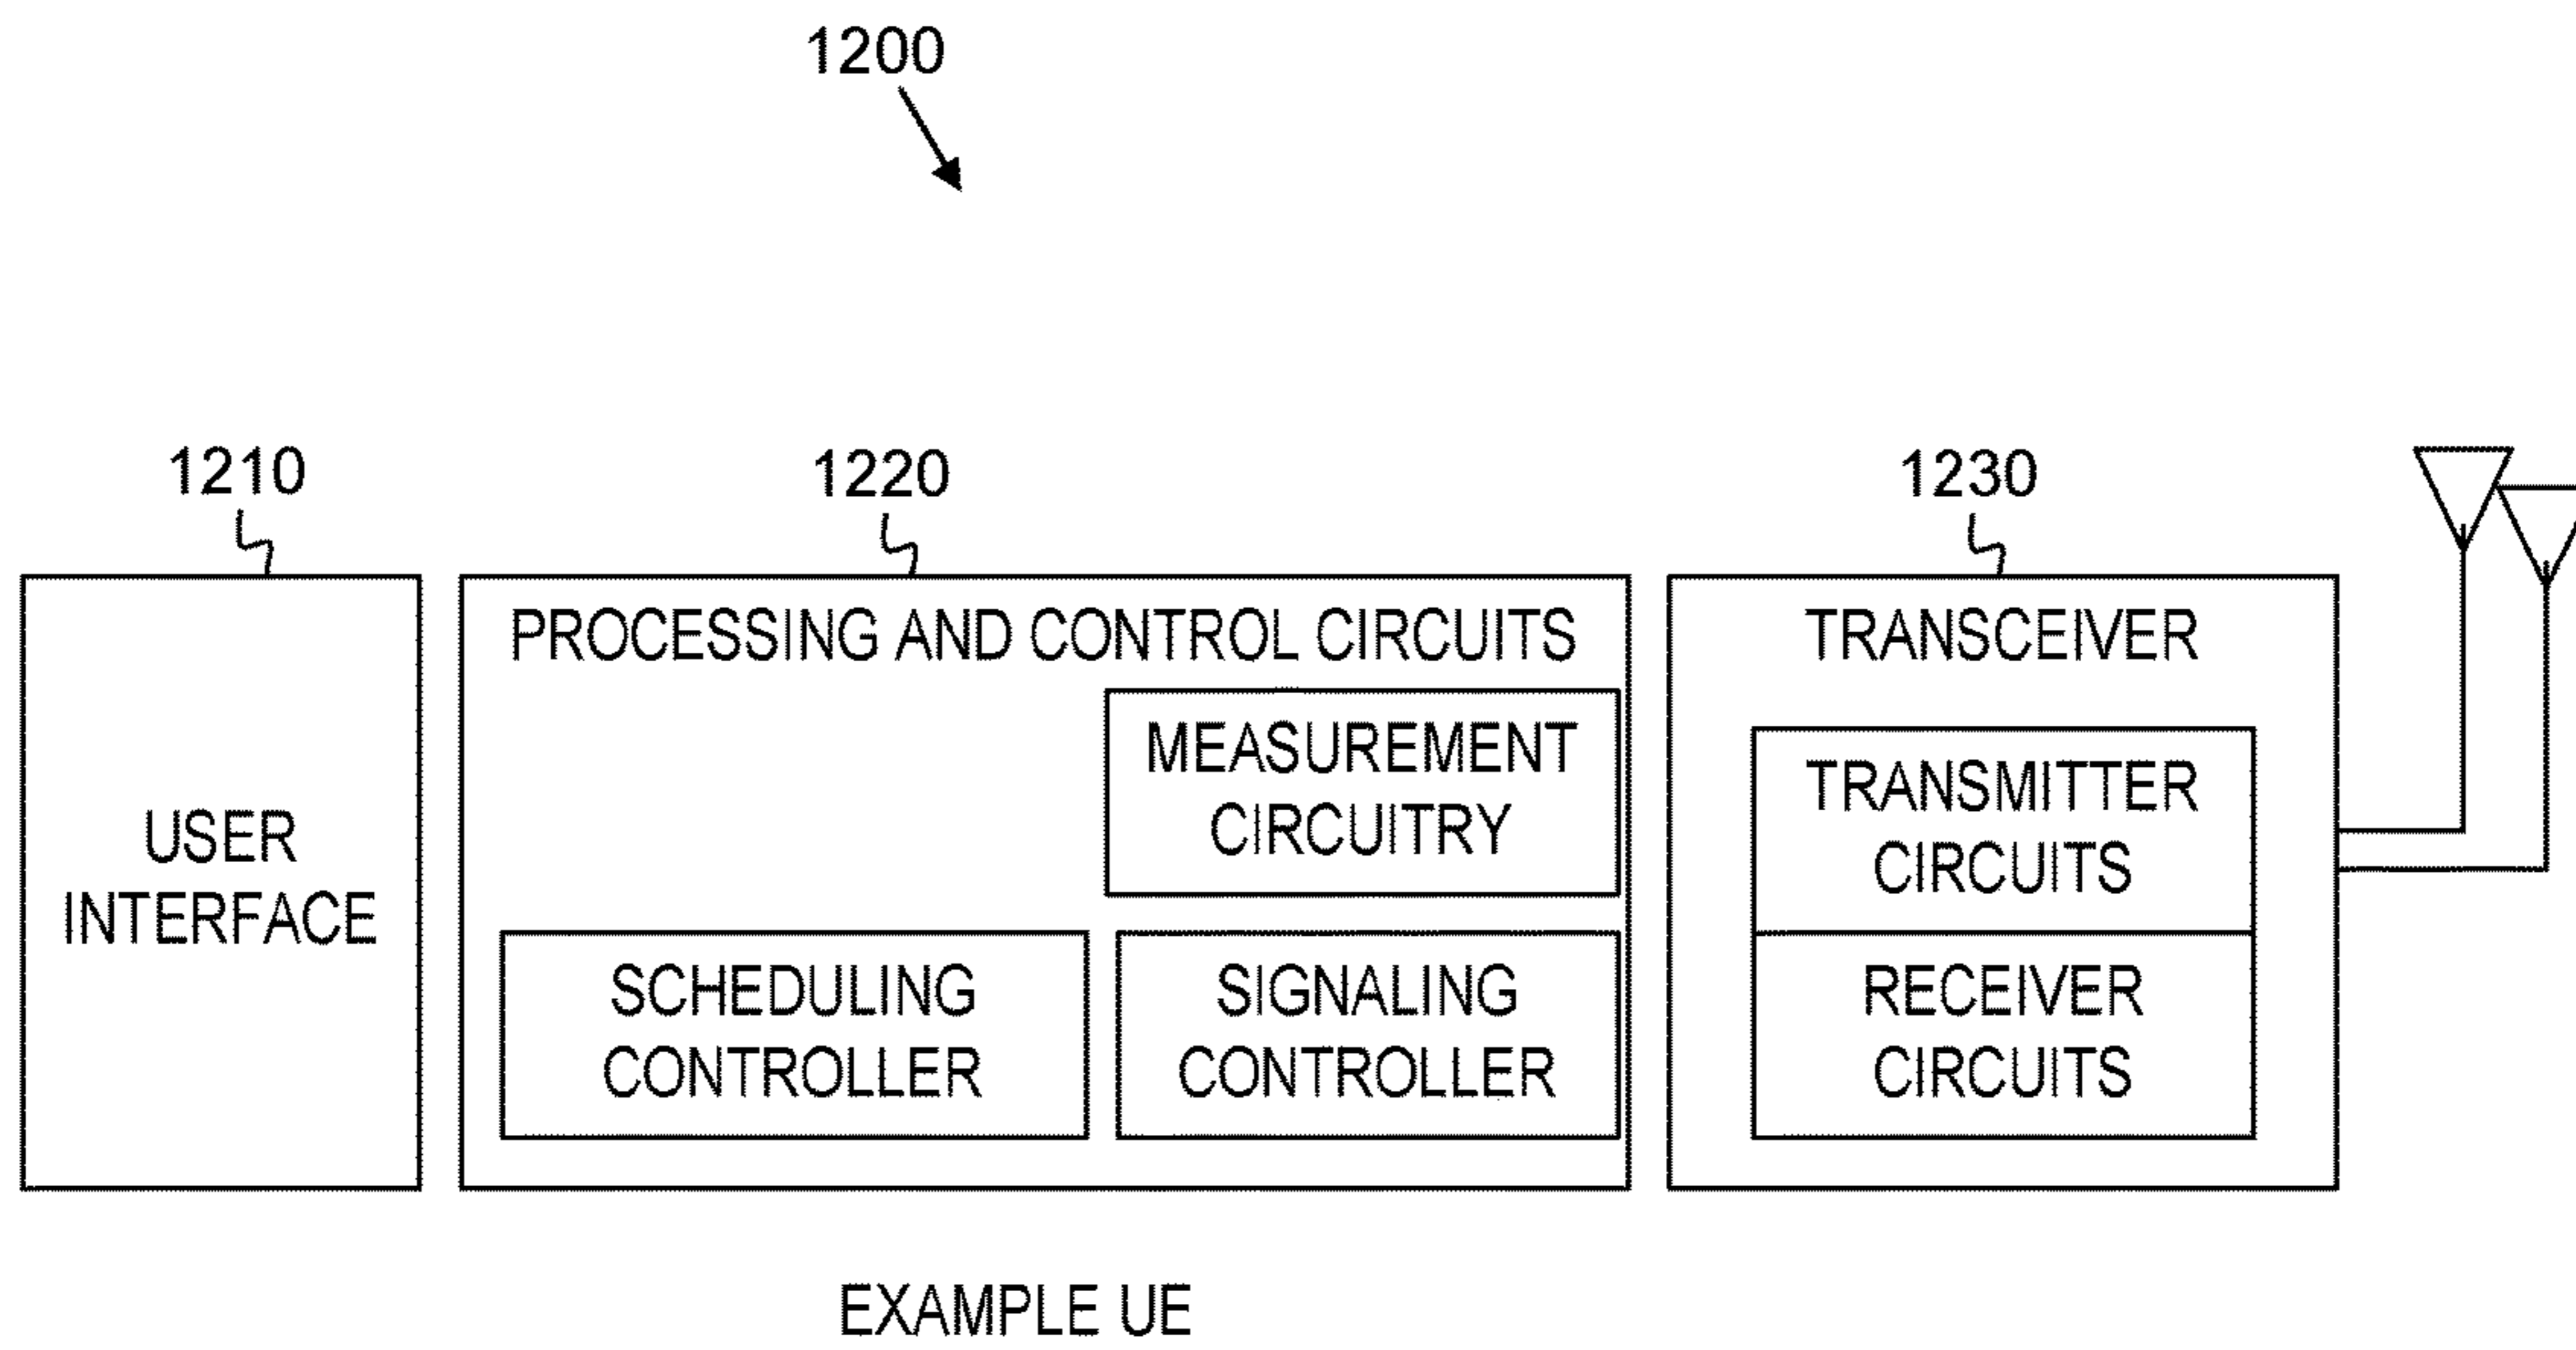 1200
1210
1220
1230
USER
INTERFACE
PROCESSING AND CONTROL CIRCUITS
MEASUREMENT
CIRCUITRY
SCHEDULING
CONTROLLER
SIGNALING
CONTROLLER
TRANSCEIVER
TRANSMITTER
CIRCUITS
RECEIVER
CIRCUITS
EXAMPLE UE